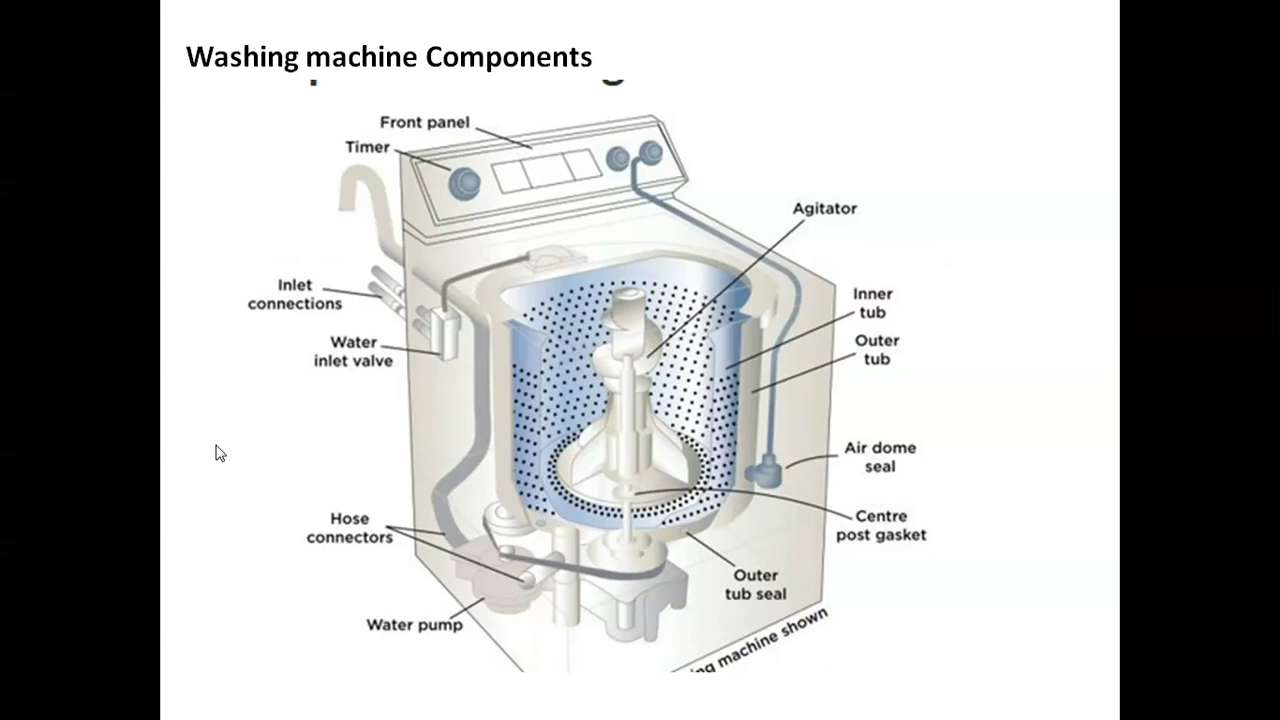 Washing machine Components
Front panel
Timer
Agitator
Inlet
connections
Inner
tub
Water
inlet valve
Outer
tub
Air dome
seal
Hose
connectors
Centre
post gasket
Outer
tub seal
Water pump
machine shown